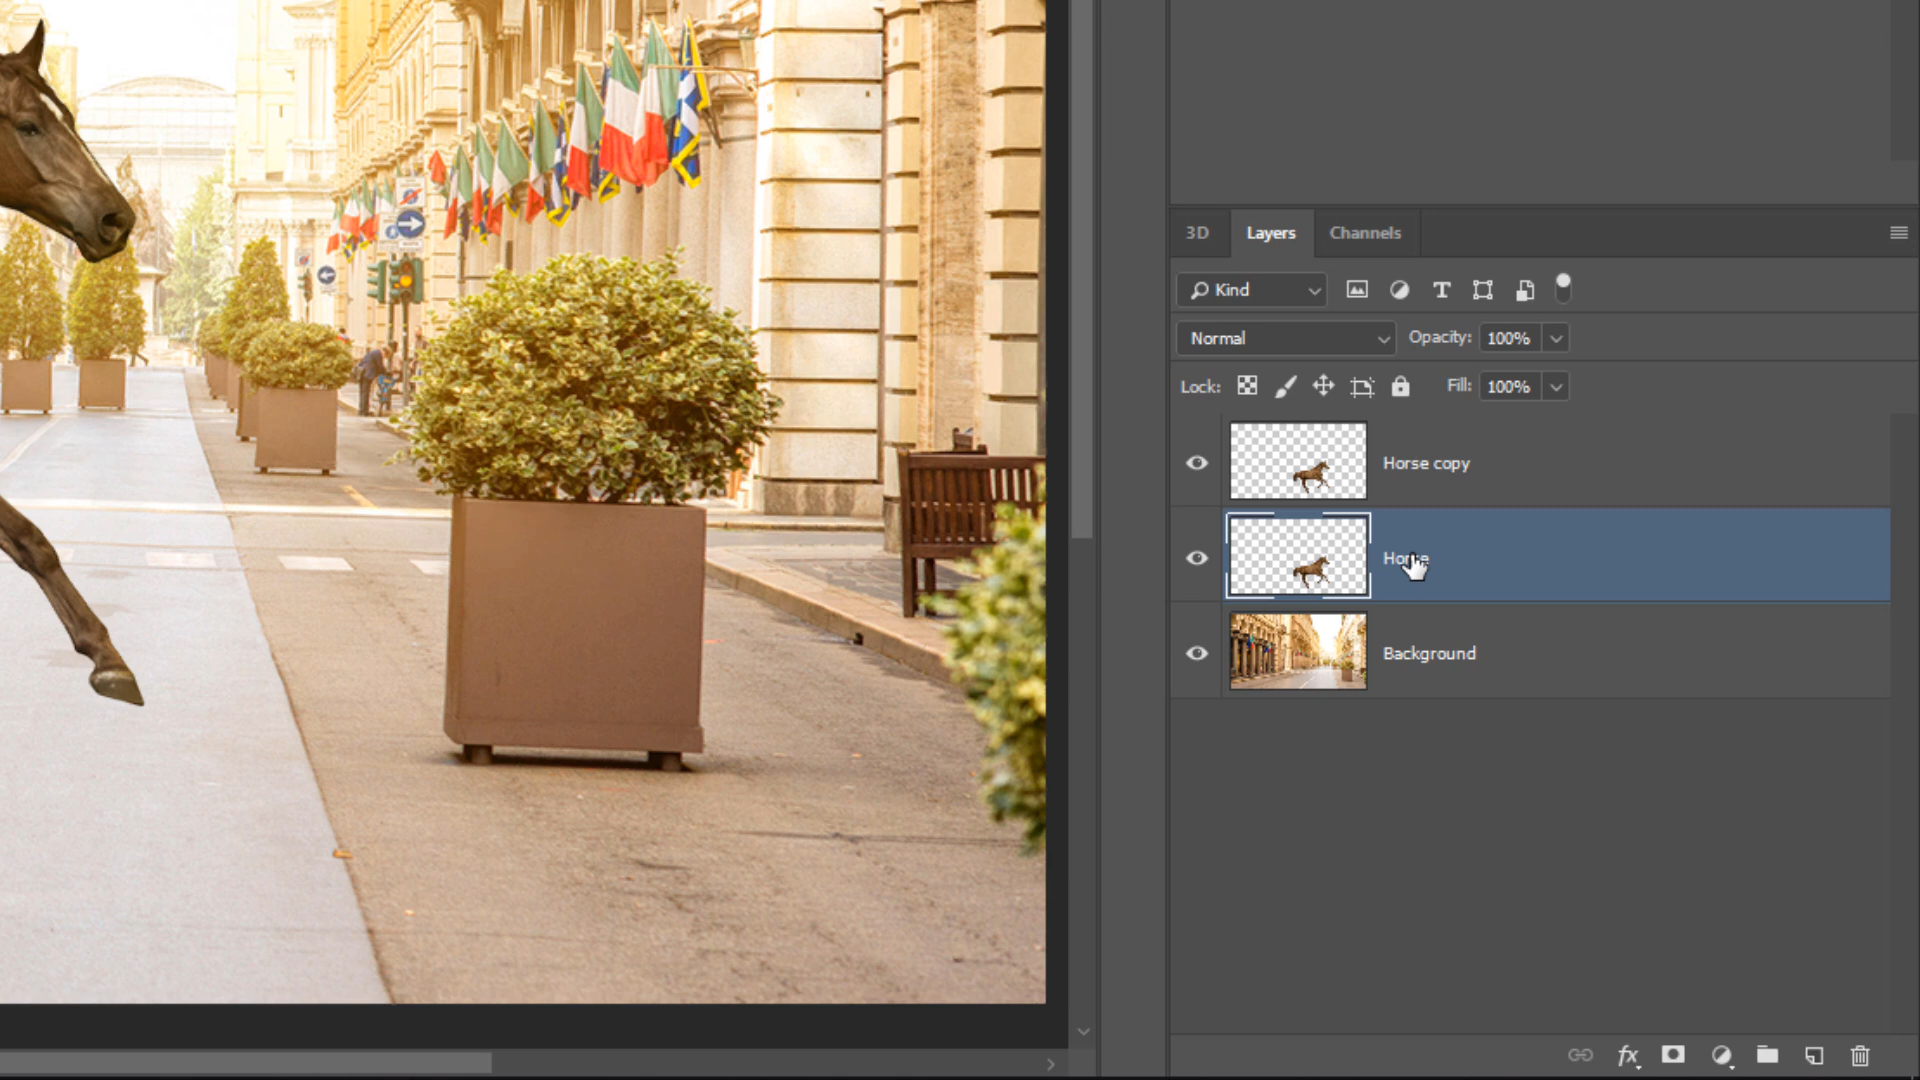 3D Layers Channels
Kind
Normal Opacity: 100%
Lock: Fill: 100%
Horse copy
Horse
Background